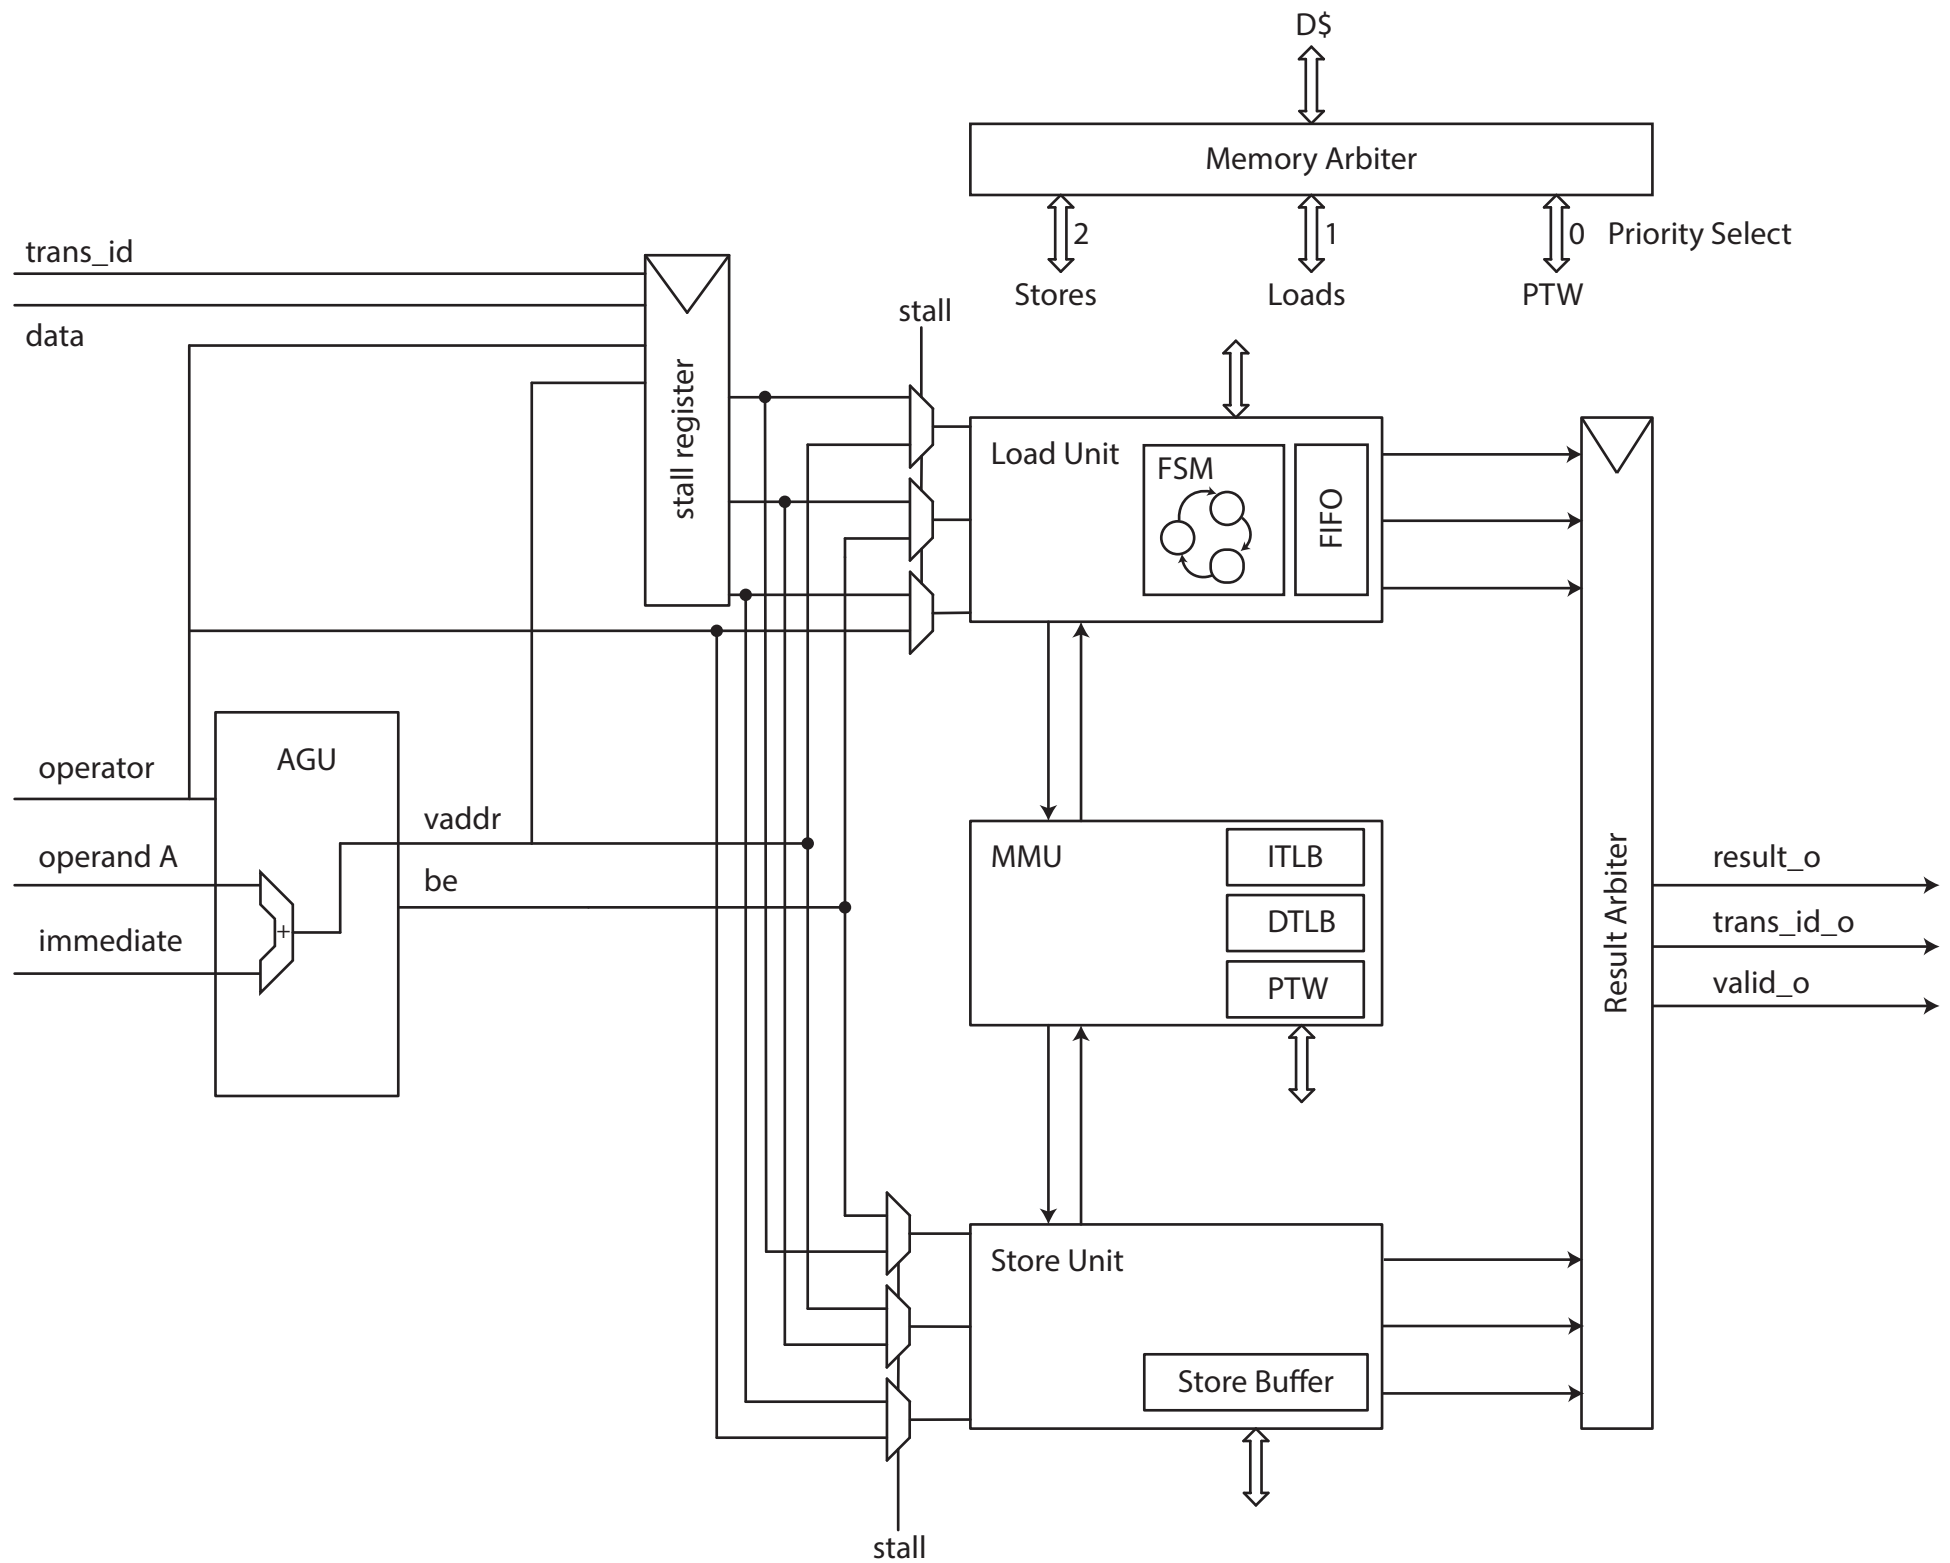 D$
Memory Arbiter
2
1
0
Priority Select
Stores
Loads
PTW
trans_id
data
stall register
stall
Load Unit
FSM
FIFO
operator
AGU
operand A
immediate
+
vaddr
be
MMU
ITLB
DTLB
PTW
Result Arbiter
result_o
trans_id_o
valid_o
Store Unit
Store Buffer
stall